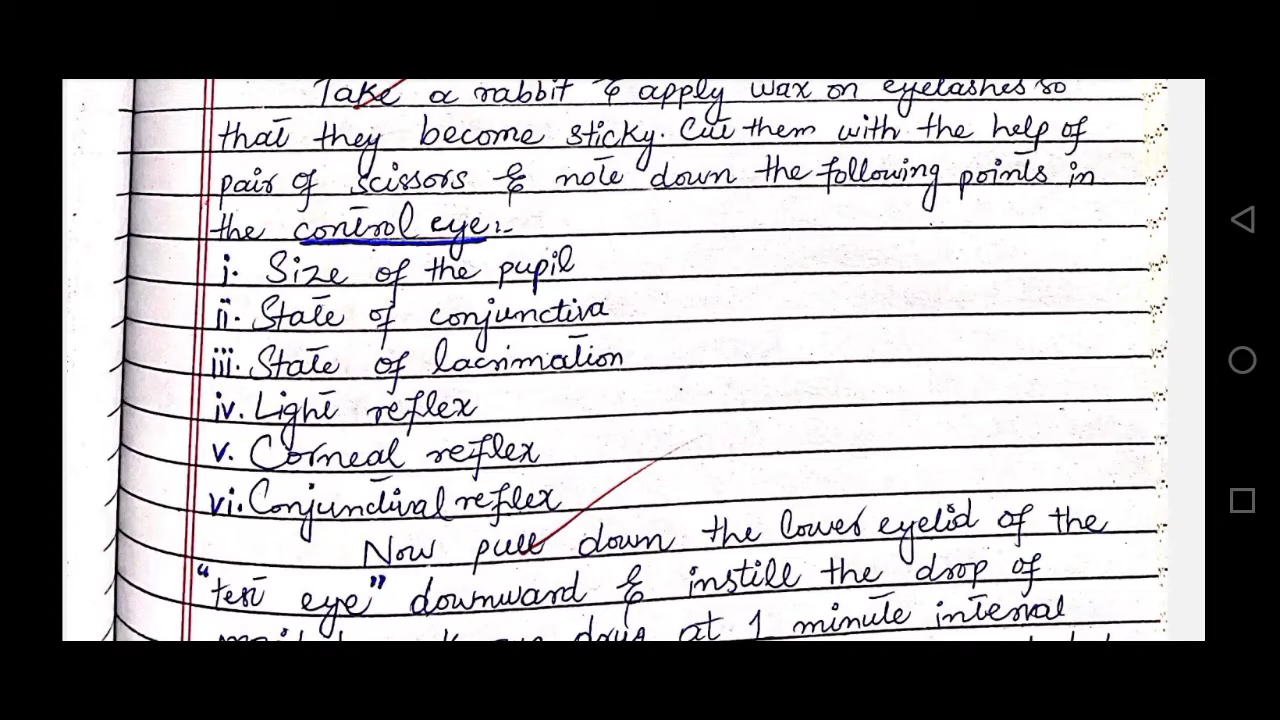 Take a rabbit & apply wax on eyelashes so
that they become sticky. Cut them with the help of
pair of scissors & note down the following points in
the control eye:-
i. Size of the pupil
ii. State of conjunctiva
iii. State of lacrimation
iv. Light reflex
v. Corneal reflex
vi. Conjunctival reflex
Now pull down the lower eyelid of the
"test eye" downward & instill the drop of
at 1 minute interval